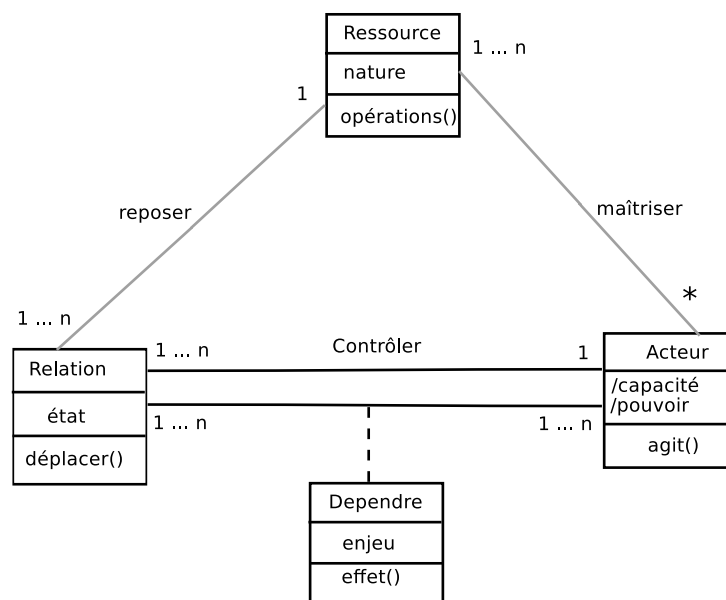 Ressource
1 ... n
nature
1
opérations()
reposer
maîtriser
*
1 ... n
1 ... n
Contrôler
1
Acteur
Relation
/capacité
/pouvoir
état
1 ... n
1 ... n
agit()
déplacer()
Dependre
enjeu
effet()